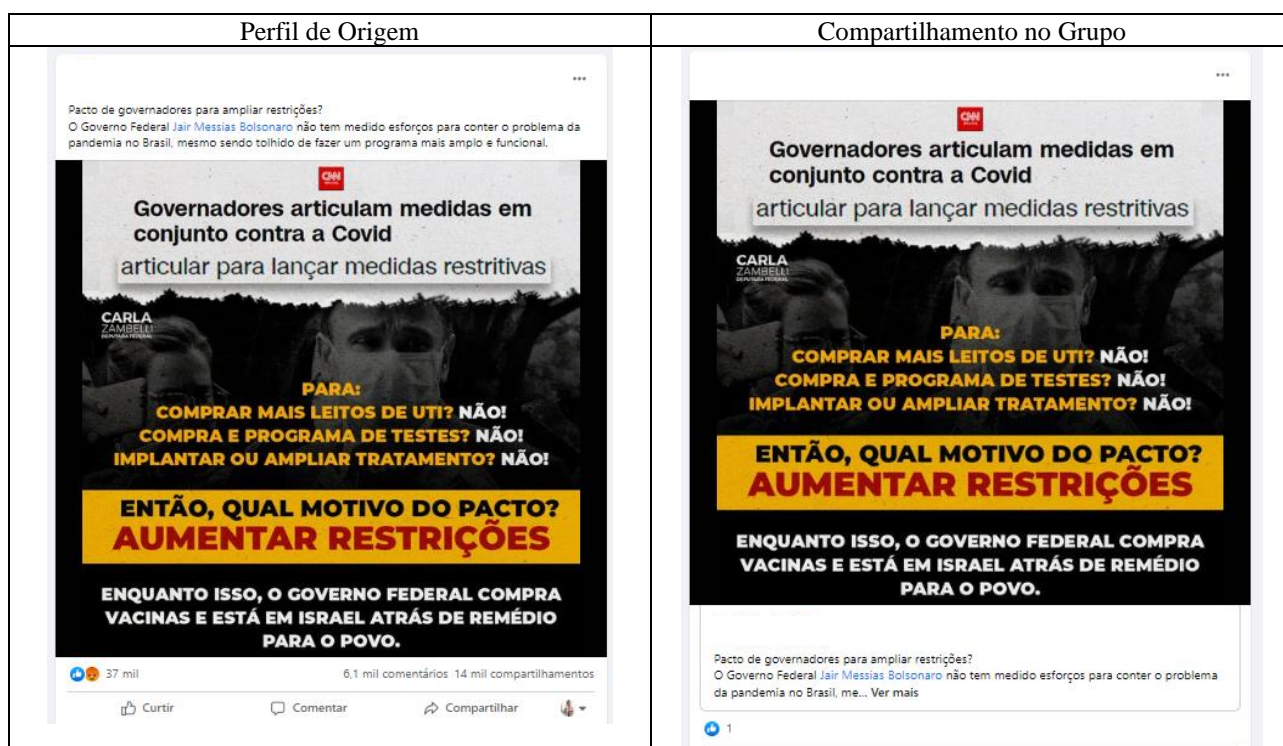 Perfil de Origem
Pacto de governadores para ampliar restrições?
O Governo Federal Jair Messias Bolsonaro não tem medido esforços para conter o problema da
pandemia no Brasil, mesmo sendo tolhido de fazer um programa mais amplo e funcional.
CNN
BRASIL
Governadores articulam medidas em
conjunto contra a Covid
articular para lançar medidas restritivas
CARLA
ZAMBELLI
DEPUTADA FEDERAL
PARA:
COMPRAR MAIS LEITOS DE UTI? NÃO!
COMPRA E PROGRAMA DE TESTES? NÃO!
IMPLANTAR OU AMPLIAR TRATAMENTO? NÃO!
ENTÃO, QUAL MOTIVO DO PACTO?
AUMENTAR RESTRIÇÕES
ENQUANTO ISSO, O GOVERNO FEDERAL COMPRA
VACINAS E ESTÁ EM ISRAEL ATRÁS DE REMÉDIO
PARA O POVO.
37 mil
6,1 mil comentários 14 mil compartilhamentos
Curtir Comentar Compartilhar
Compartilhamento no Grupo
CNN
BRASIL
Governadores articulam medidas em
conjunto contra a Covid
articular para lançar medidas restritivas
CARLA
ZAMBELLI
DEPUTADA FEDERAL
PARA:
COMPRAR MAIS LEITOS DE UTI? NÃO!
COMPRA E PROGRAMA DE TESTES? NÃO!
IMPLANTAR OU AMPLIAR TRATAMENTO? NÃO!
ENTÃO, QUAL MOTIVO DO PACTO?
AUMENTAR RESTRIÇÕES
ENQUANTO ISSO, O GOVERNO FEDERAL COMPRA
VACINAS E ESTÁ EM ISRAEL ATRÁS DE REMÉDIO
PARA O POVO.
Pacto de governadores para ampliar restrições?
O Governo Federal Jair Messias Bolsonaro não tem medido esforços para conter o problema
da pandemia no Brasil, me... Ver mais
1